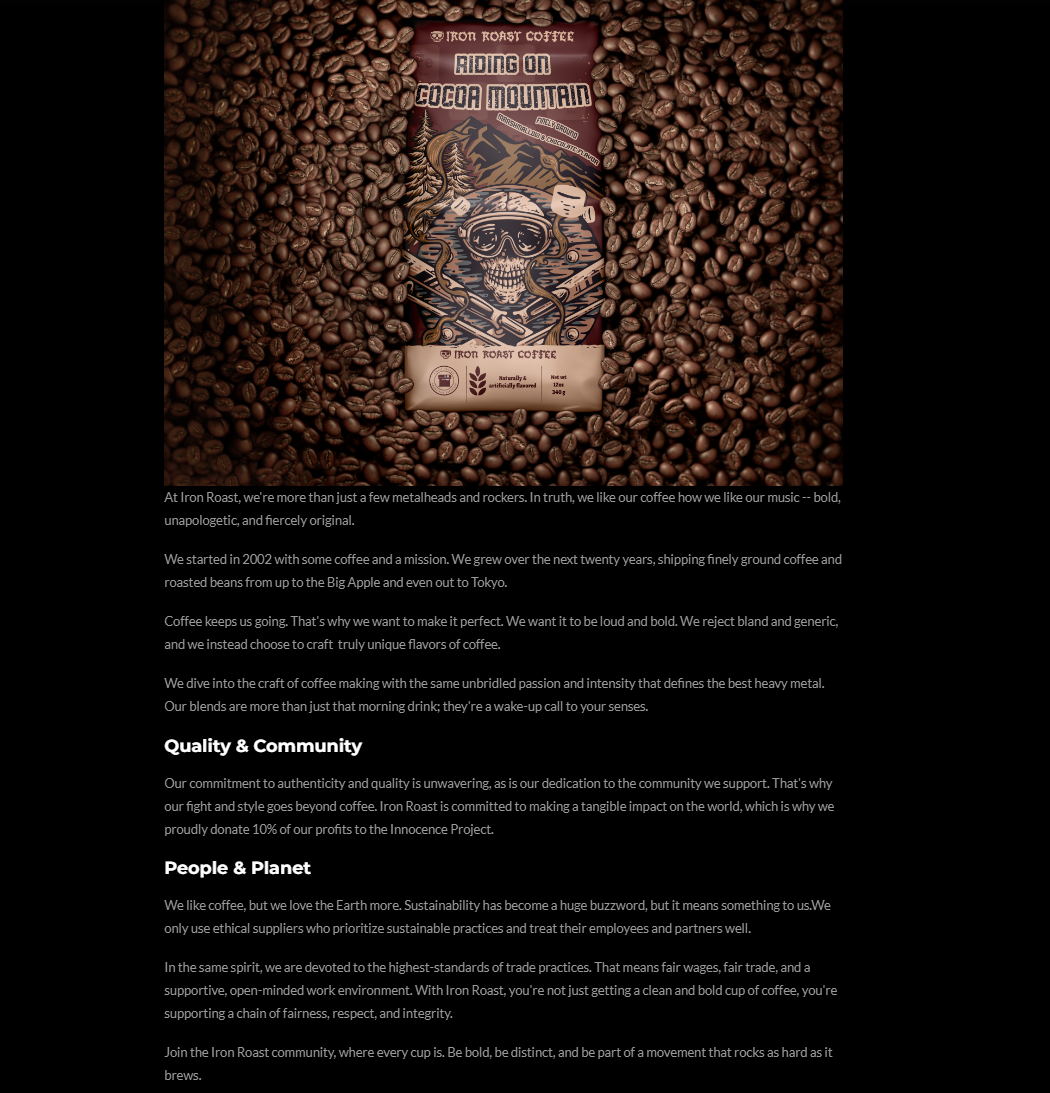 IRON ROAST COFFEE
RIDING ON
COCOA MOUNTAIN
FINELY GROUND
MARSHMALLOW & CHOCOLATE FLAVOR
IRON ROAST COFFEE
Naturally &
artificially flavored
Net wt
12oz
340 g
At Iron Roast, we're more than just a few metalheads and rockers. In truth, we like our coffee how we like our music -- bold,
unapologetic, and fiercely original.
We started in 2002 with some coffee and a mission. We grew over the next twenty years, shipping finely ground coffee and
roasted beans from up to the Big Apple and even out to Tokyo.
Coffee keeps us going. That's why we want to make it perfect. We want it to be loud and bold. We reject bland and generic,
and we instead choose to craft  truly unique flavors of coffee.
We dive into the craft of coffee making with the same unbridled passion and intensity that defines the best heavy metal.
Our blends are more than just that morning drink; they're a wake-up call to your senses.
Quality & Community
Our commitment to authenticity and quality is unwavering, as is our dedication to the community we support. That's why
our fight and style goes beyond coffee. Iron Roast is committed to making a tangible impact on the world, which is why we
proudly donate 10% of our profits to the Innocence Project.
People & Planet
We like coffee, but we love the Earth more. Sustainability has become a huge buzzword, but it means something to us.We
only use ethical suppliers who prioritize sustainable practices and treat their employees and partners well.
In the same spirit, we are devoted to the highest-standards of trade practices. That means fair wages, fair trade, and a
supportive, open-minded work environment. With Iron Roast, you're not just getting a clean and bold cup of coffee, you're
supporting a chain of fairness, respect, and integrity.
Join the Iron Roast community, where every cup is. Be bold, be distinct, and be part of a movement that rocks as hard as it
brews.